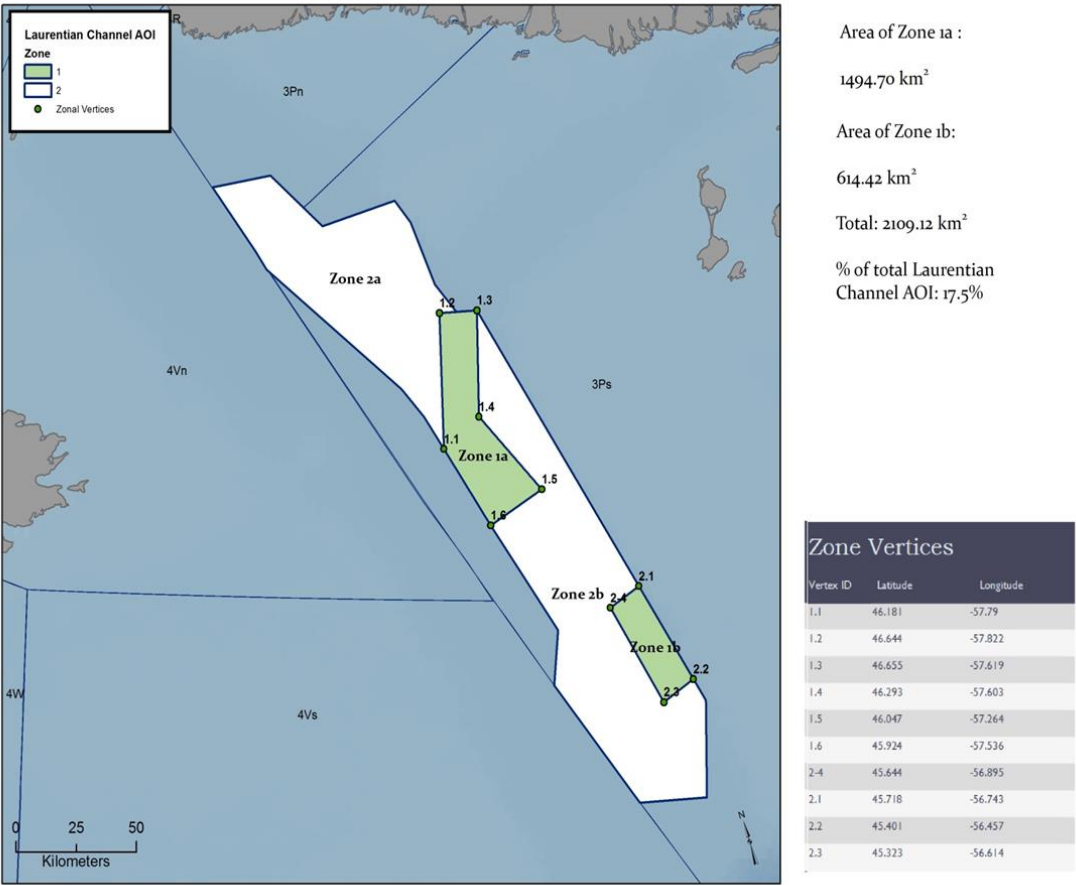 Laurentian Channel AOI
Zone
1
2
Zonal Vertices
R
3Pn
Zone 2a
1.2
1.3
4Vn
3Ps
1.4
1.1
Zone 1a
1.5
1.6
2.1
Zone 2b
2-4
Zone 1b
2.2
2.3
4W
4Vs
N
0 25 50
Kilometers
Area of Zone 1a :
1494.70 km²
Area of Zone 1b:
614.42 km²
Total: 2109.12 km²
% of total Laurentian
Channel AOI: 17.5%
Zone Vertices
Vertex ID Latitude Longitude
1.1 46.181 -57.79
1.2 46.644 -57.822
1.3 46.655 -57.619
1.4 46.293 -57.603
1.5 46.047 -57.264
1.6 45.924 -57.536
2-4 45.644 -56.895
2.1 45.718 -56.743
2.2 45.401 -56.457
2.3 45.323 -56.614